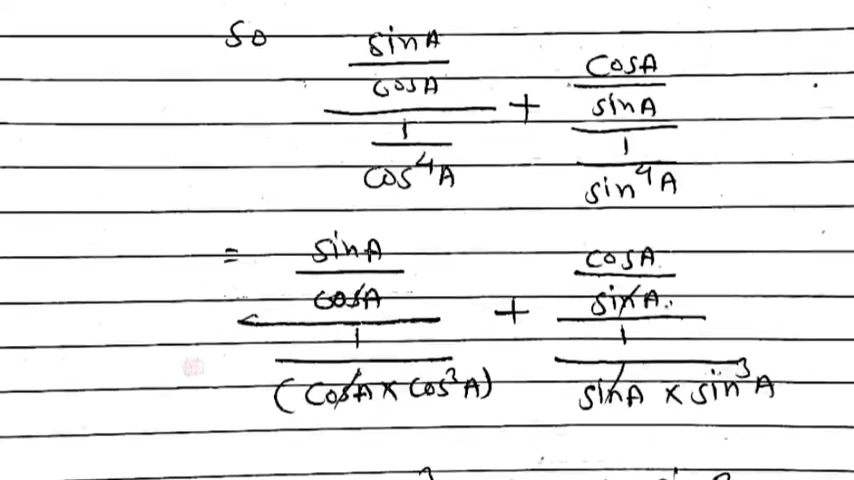 So sinA/cosA / 1/cos⁴A + cosA/sinA / 1/sin⁴A
= sinA/cosA / 1/(cosA × cos³A) + cosA/sinA / 1/sinA × sin³A